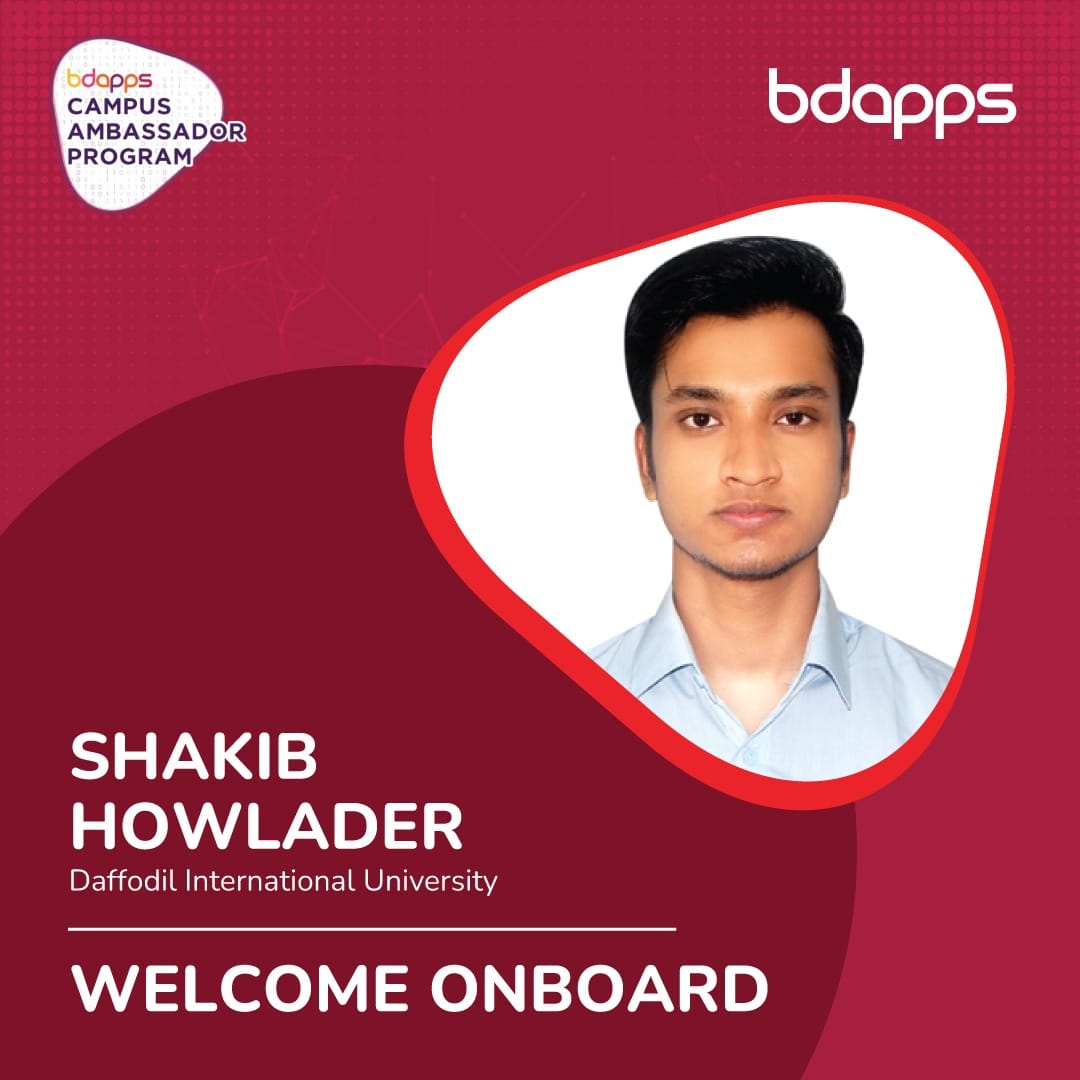 bdapps
CAMPUS
AMBASSADOR
PROGRAM
bdapps
SHAKIB
HOWLADER
Daffodil International University
WELCOME ONBOARD